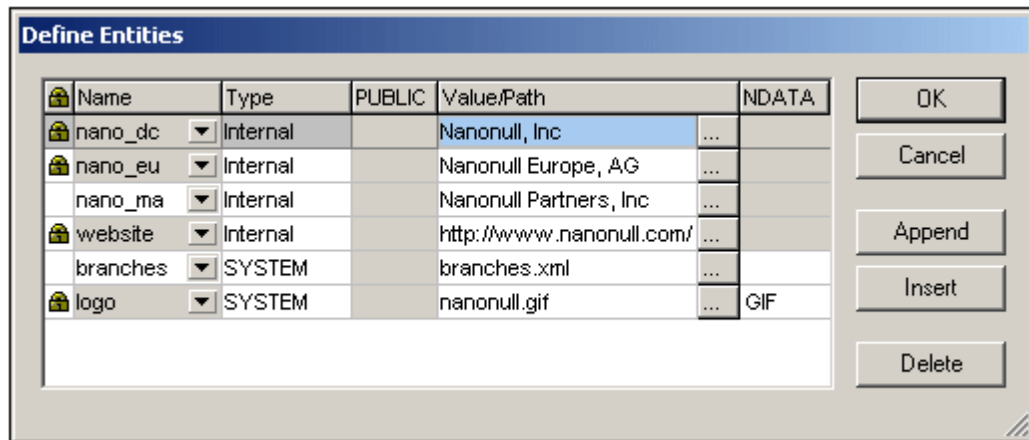 Define Entities
Name Type PUBLIC Value/Path NDATA
nano_dc Internal Nanonull, Inc ...
nano_eu Internal Nanonull Europe, AG ...
nano_ma Internal Nanonull Partners, Inc ...
website Internal http://www.nanonull.com/ ...
branches SYSTEM branches.xml ...
logo SYSTEM nanonull.gif ... GIF
OK
Cancel
Append
Insert
Delete